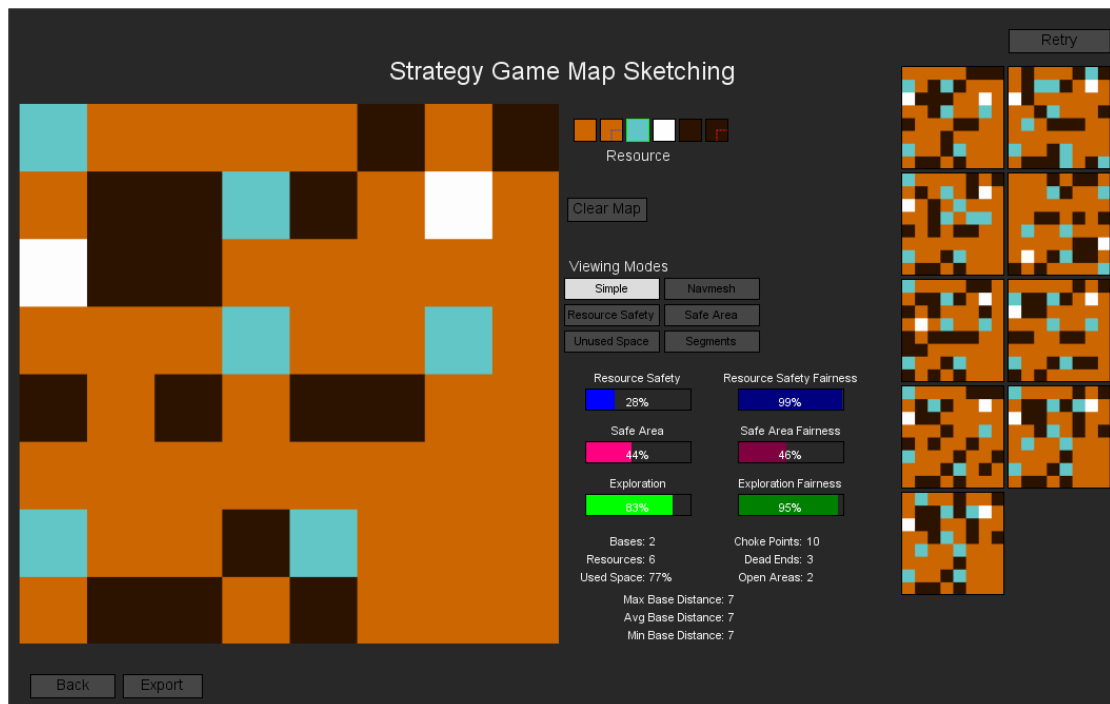 Retry
Strategy Game Map Sketching
Resource
Clear Map
Viewing Modes
Simple
Navmesh
Resource Safety
Safe Area
Unused Space
Segments
Resource Safety
Resource Safety Fairness
28%
99%
Safe Area
Safe Area Fairness
44%
46%
Exploration
Exploration Fairness
83%
95%
Bases: 2
Choke Points: 10
Resources: 6
Dead Ends: 3
Used Space: 77%
Open Areas: 2
Max Base Distance: 7
Avg Base Distance: 7
Min Base Distance: 7
Back
Export